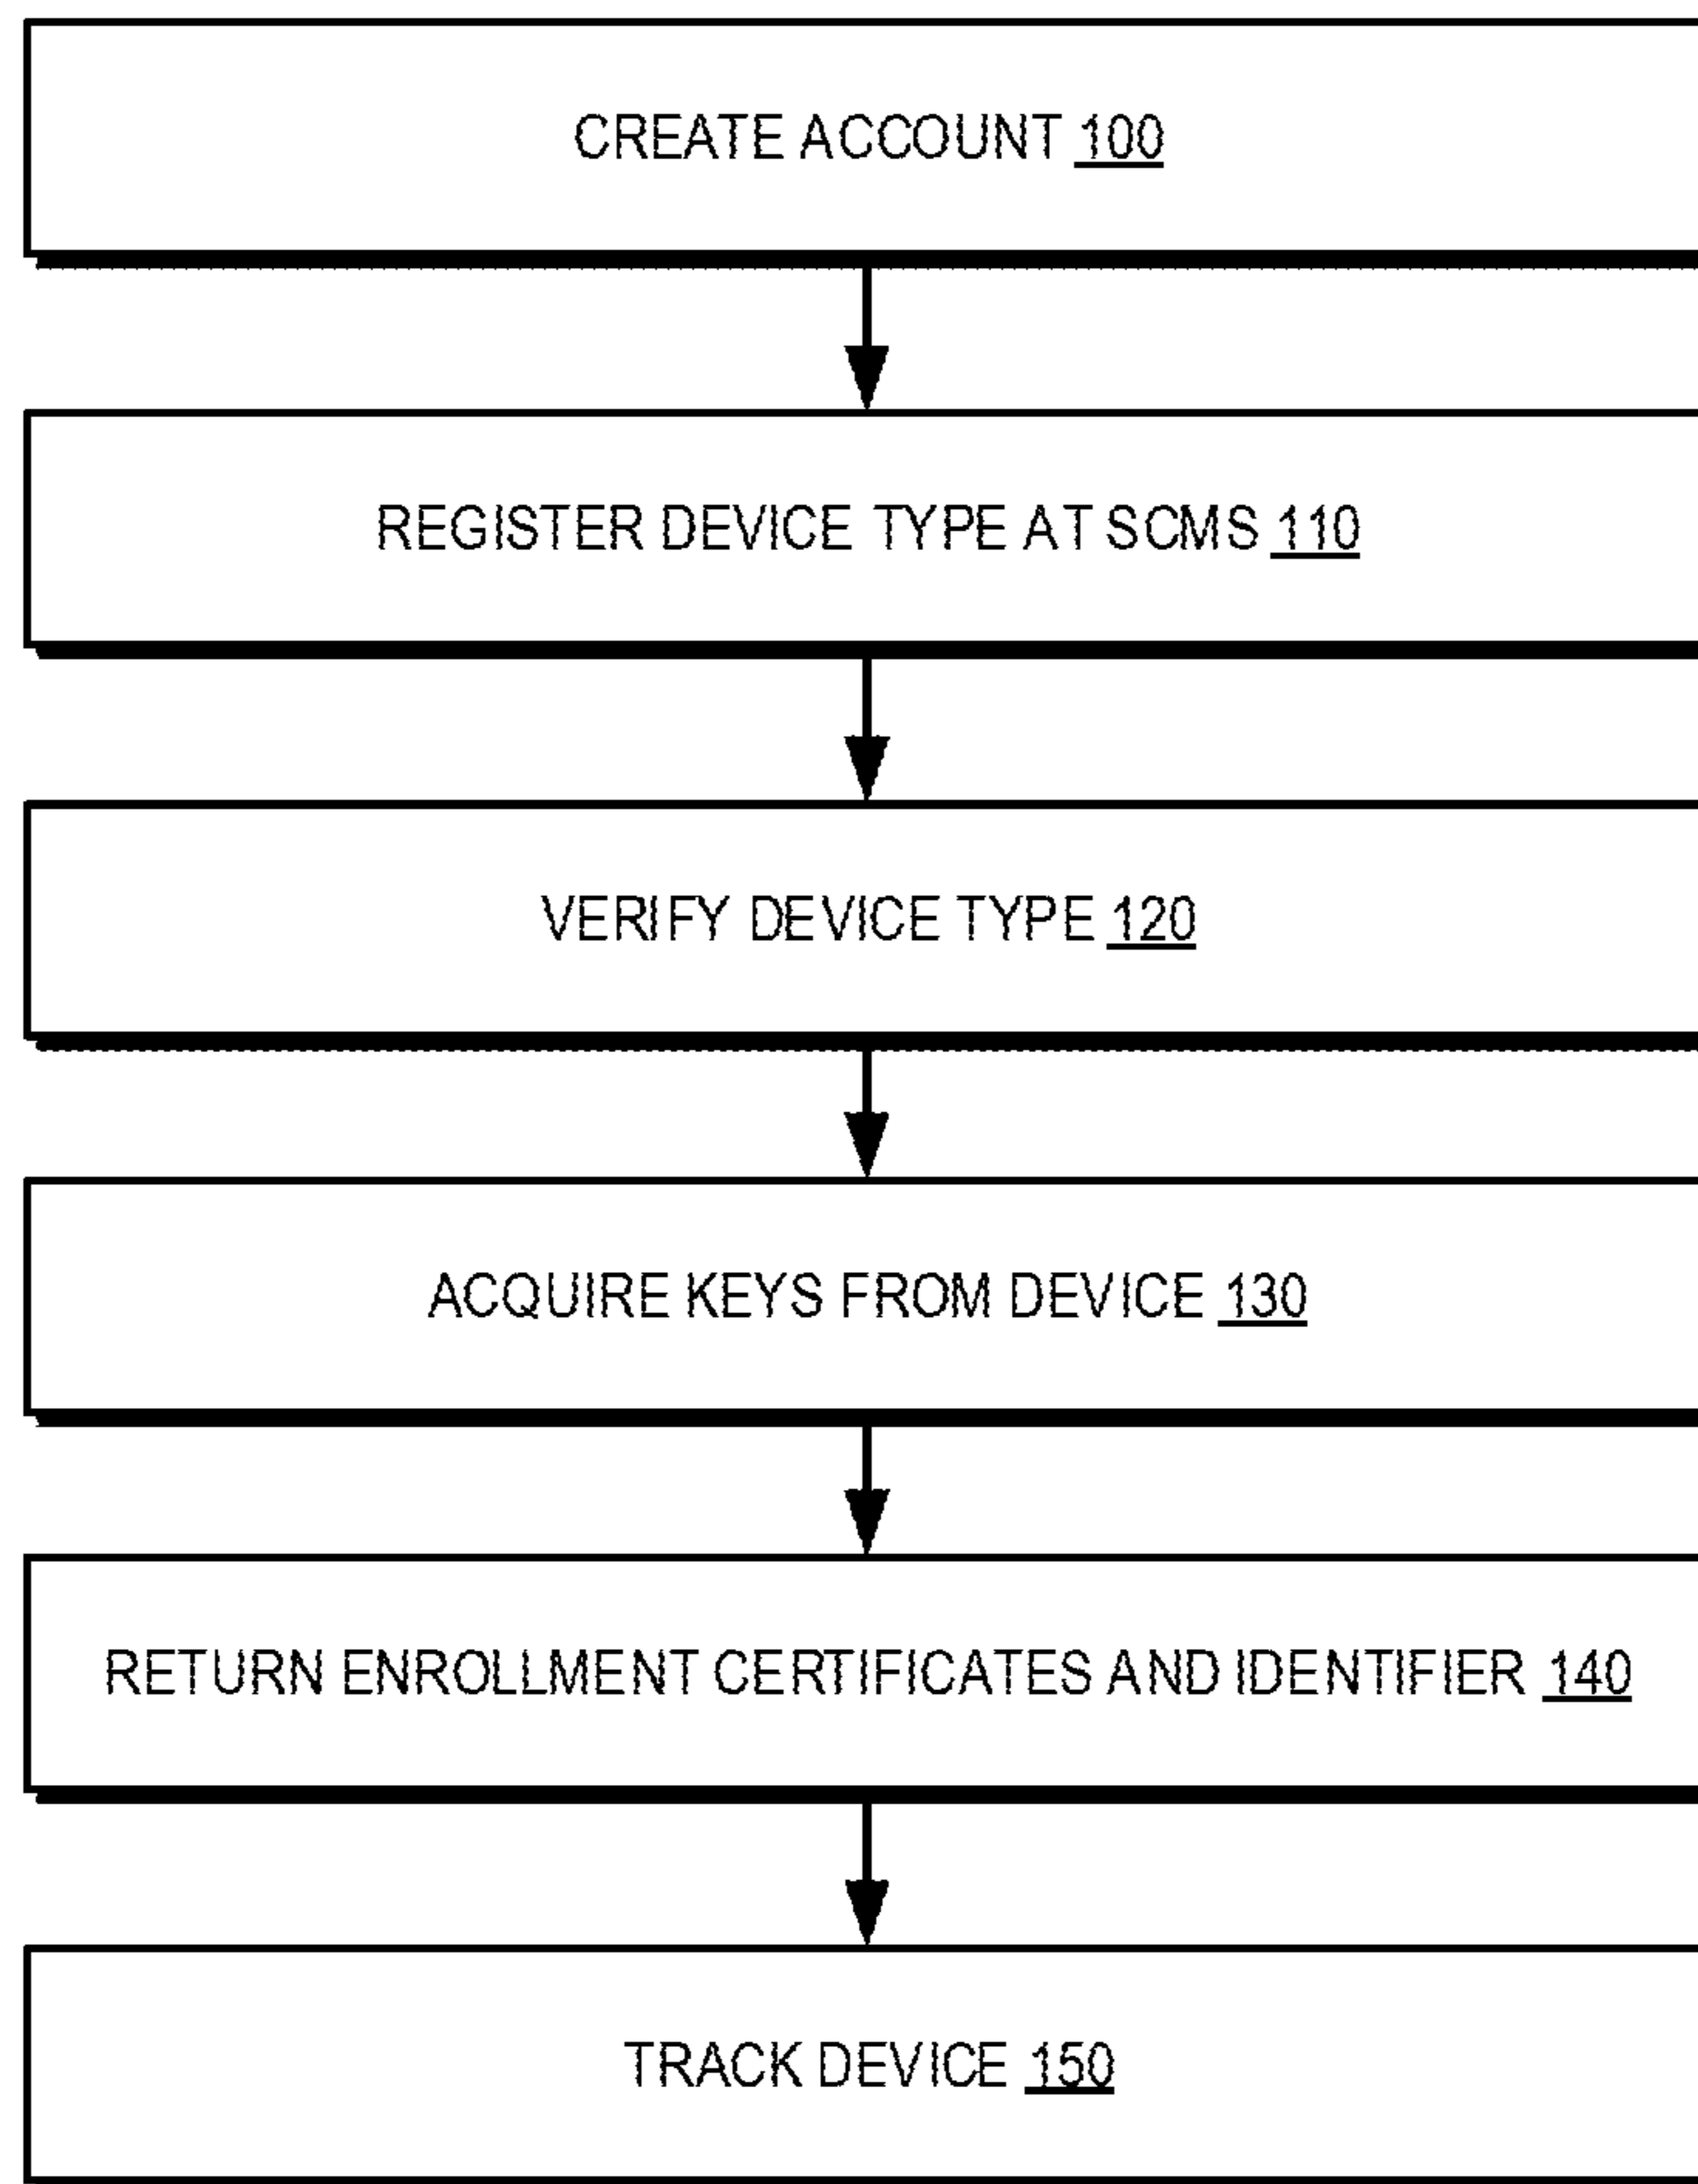 CREATE ACCOUNT 100
REGISTER DEVICE TYPE AT SCMS 110
VERIFY DEVICE TYPE 120
ACQUIRE KEYS FROM DEVICE 130
RETURN ENROLLMENT CERTIFICATES AND IDENTIFIER 140
TRACK DEVICE 150